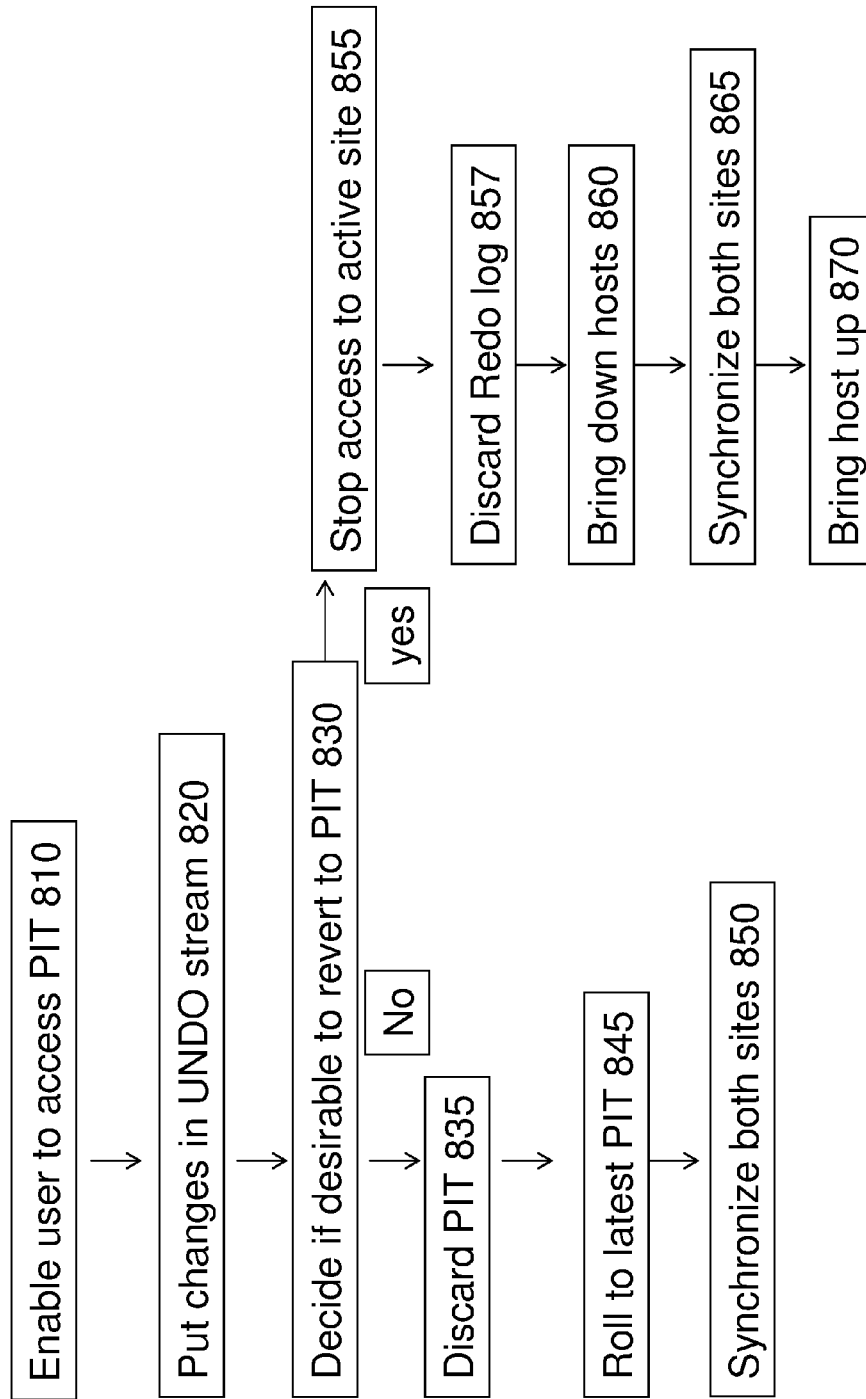 Enable user to access PIT 810
Put changes in UNDO stream 820
Decide if desirable to revert to PIT 830
No
Discard PIT 835
Roll to latest PIT 845
Synchronize both sites 850
yes
Stop access to active site 855
Discard Redo log 857
Bring down hosts 860
Synchronize both sites 865
Bring host up 870